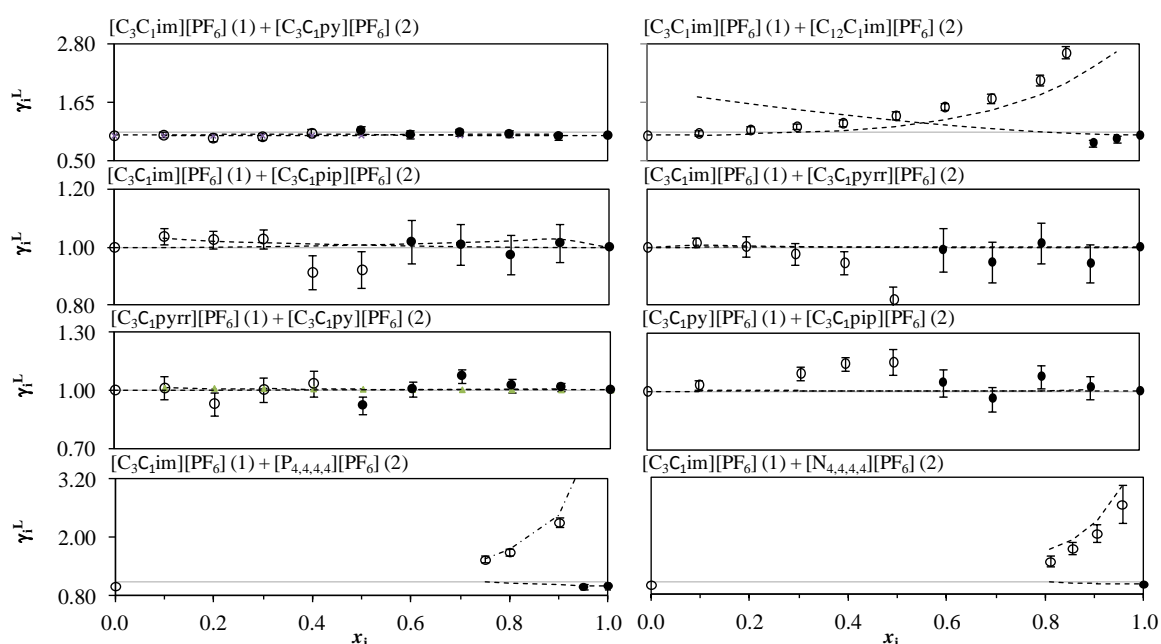 [C₃C₁im][PF₆] (1) + [C₃C₁py][PF₆] (2)
[C₃C₁im][PF₆] (1) + [C₁₂C₁im][PF₆] (2)
2.80
1.65
0.50
γᵢᴸ
[C₃C₁im][PF₆] (1) + [C₃C₁pip][PF₆] (2)
[C₃C₁im][PF₆] (1) + [C₃C₁pyrr][PF₆] (2)
1.20
1.00
0.80
γᵢᴸ
[C₃C₁pyrr][PF₆] (1) + [C₃C₁py][PF₆] (2)
[C₃C₁py][PF₆] (1) + [C₃C₁pip][PF₆] (2)
1.30
1.00
0.70
γᵢᴸ
[C₃C₁im][PF₆] (1) + [P₄,₄,₄,₄][PF₆] (2)
[C₃C₁im][PF₆] (1) + [N₄,₄,₄,₄][PF₆] (2)
3.20
2.00
0.80
γᵢᴸ
0.0 0.2 0.4 0.6 0.8 1.0
0.0 0.2 0.4 0.6 0.8 1.0
xᵢ
xᵢ